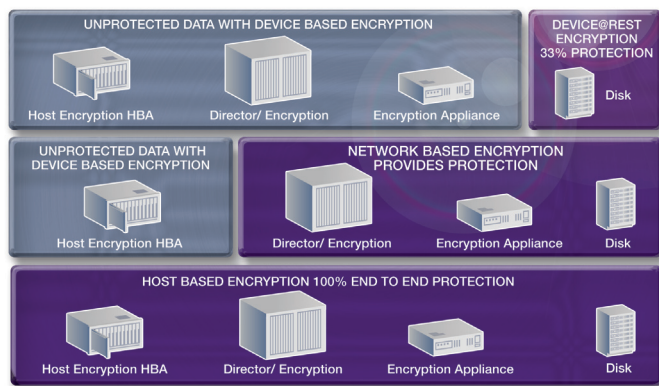 UNPROTECTED DATA WITH DEVICE BASED ENCRYPTION
Host Encryption HBA
Director/ Encryption
Encryption Appliance
DEVICE@REST
ENCRYPTION
33% PROTECTION
Disk
UNPROTECTED DATA WITH
DEVICE BASED ENCRYPTION
Host Encryption HBA
NETWORK BASED ENCRYPTION
PROVIDES PROTECTION
Director/ Encryption
Encryption Appliance
Disk
HOST BASED ENCRYPTION 100% END TO END PROTECTION
Host Encryption HBA
Director/ Encryption
Encryption Appliance
Disk